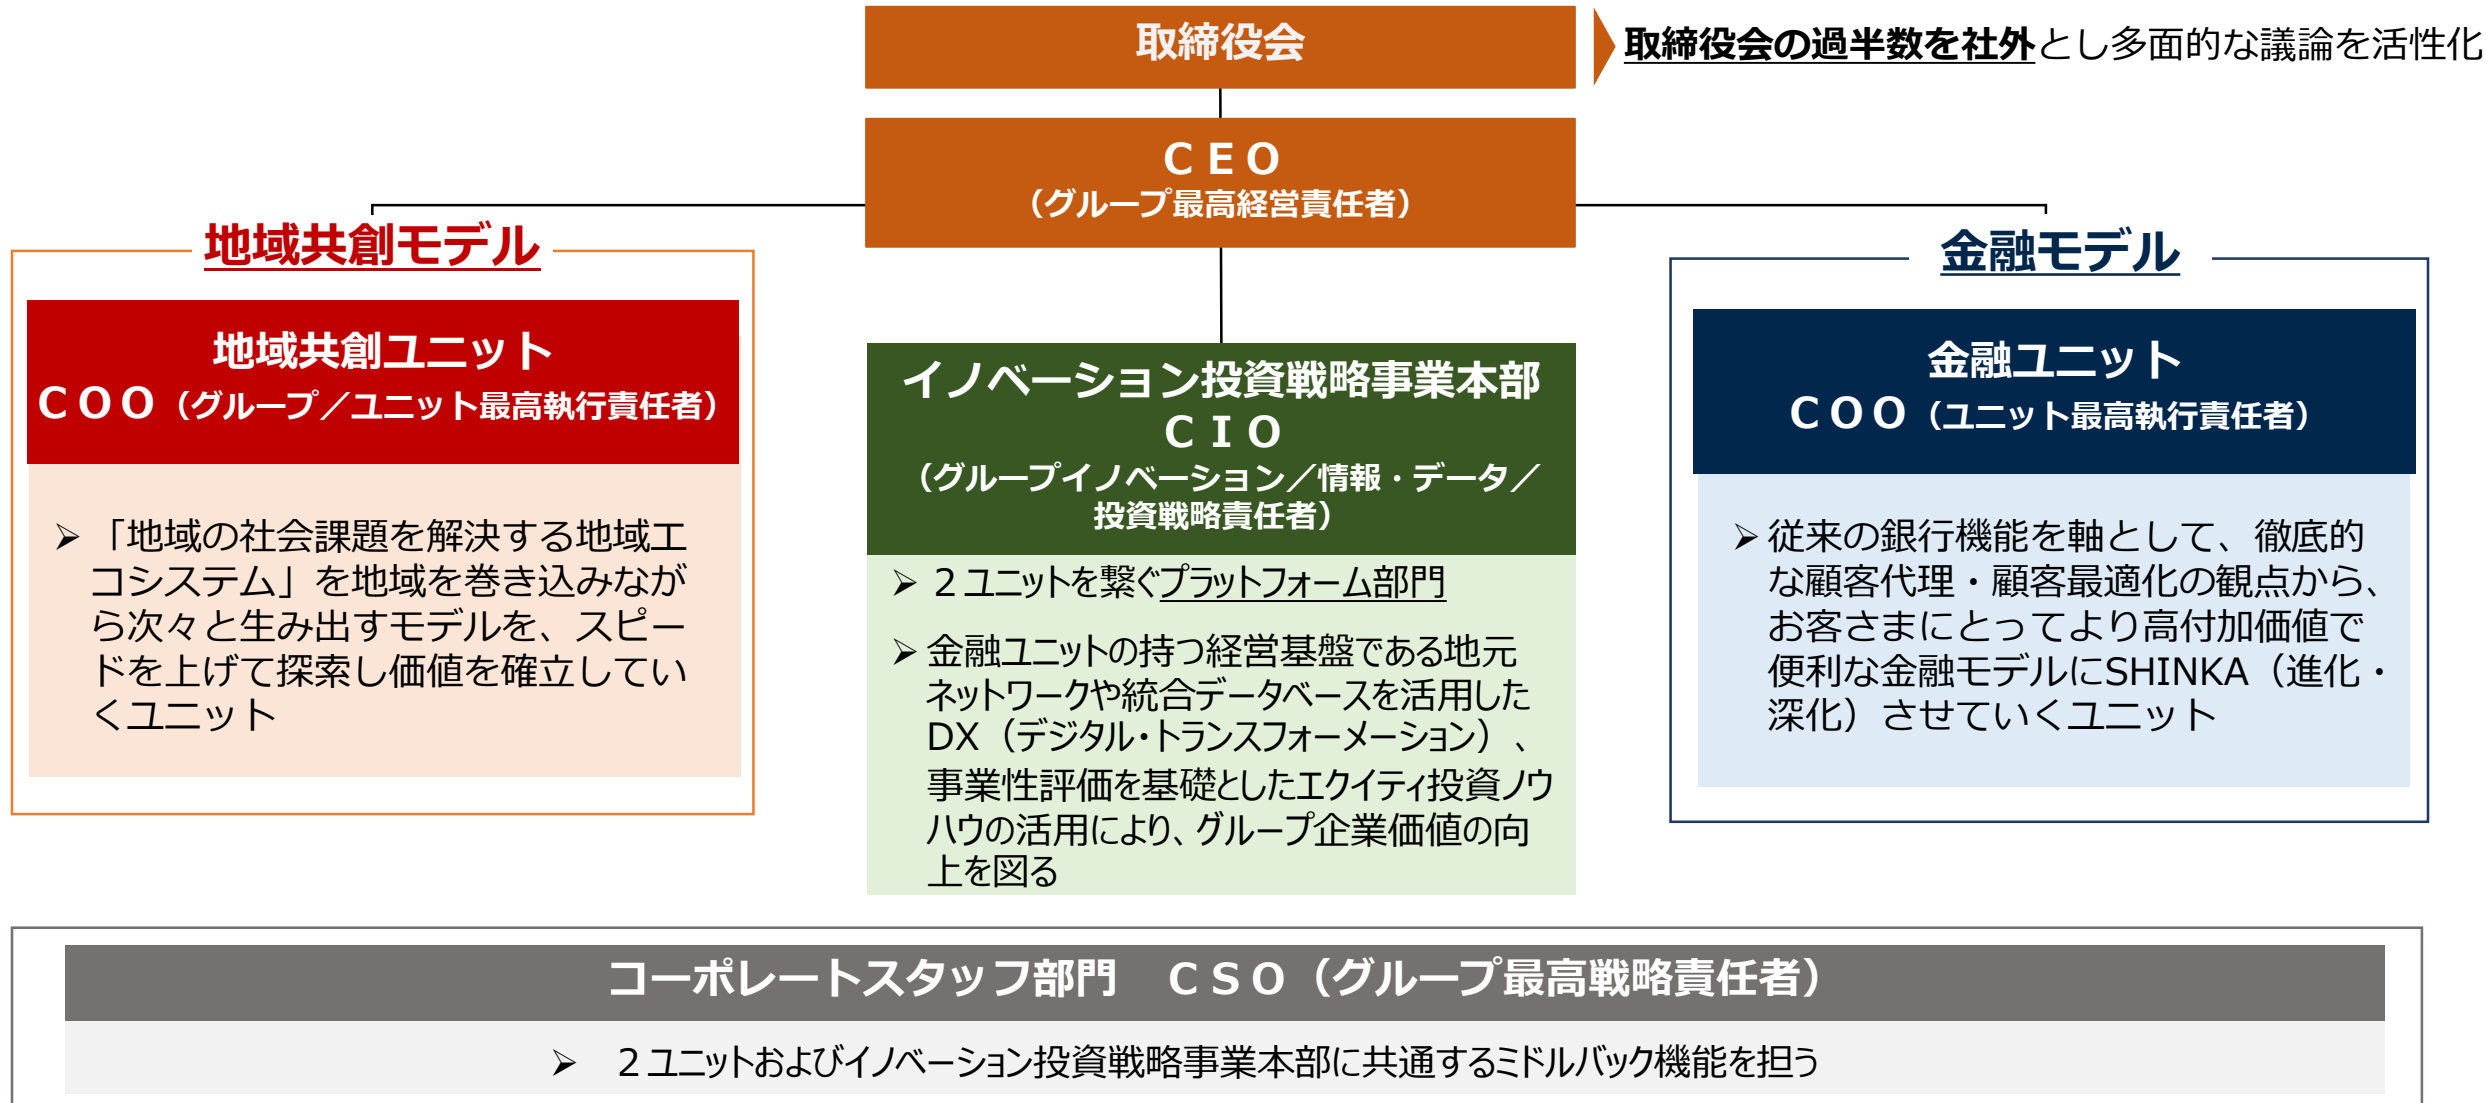 取締役会
取締役会の過半数を社外とし多面的な議論を活性化
ＣＥＯ
（グループ最高経営責任者）
地域共創モデル
地域共創ユニット
ＣＯＯ（グループ／ユニット最高執行責任者）
➢ 「地域の社会課題を解決する地域エ
コシステム」を地域を巻き込みなが
ら次々と生み出すモデルを、スピー
ドを上げて探索し価値を確立してい
くユニット
イノベーション投資戦略事業本部
ＣＩＯ
（グループイノベーション／情報・データ／
投資戦略責任者）
➢ ２ユニットを繋ぐプラットフォーム部門
➢ 金融ユニットの持つ経営基盤である地元
ネットワークや統合データベースを活用した
DX（デジタル・トランスフォーメーション）、
事業性評価を基礎としたエクイティ投資ノウ
ハウの活用により、グループ企業価値の向
上を図る
金融モデル
金融ユニット
ＣＯＯ（ユニット最高執行責任者）
➢ 従来の銀行機能を軸として、徹底的
な顧客代理・顧客最適化の観点から、
お客さまにとってより高付加価値で
便利な金融モデルにSHINKA（進化・
深化）させていくユニット
コーポレートスタッフ部門　ＣＳＯ（グループ最高戦略責任者）
➢ ２ユニットおよびイノベーション投資戦略事業本部に共通するミドルバック機能を担う